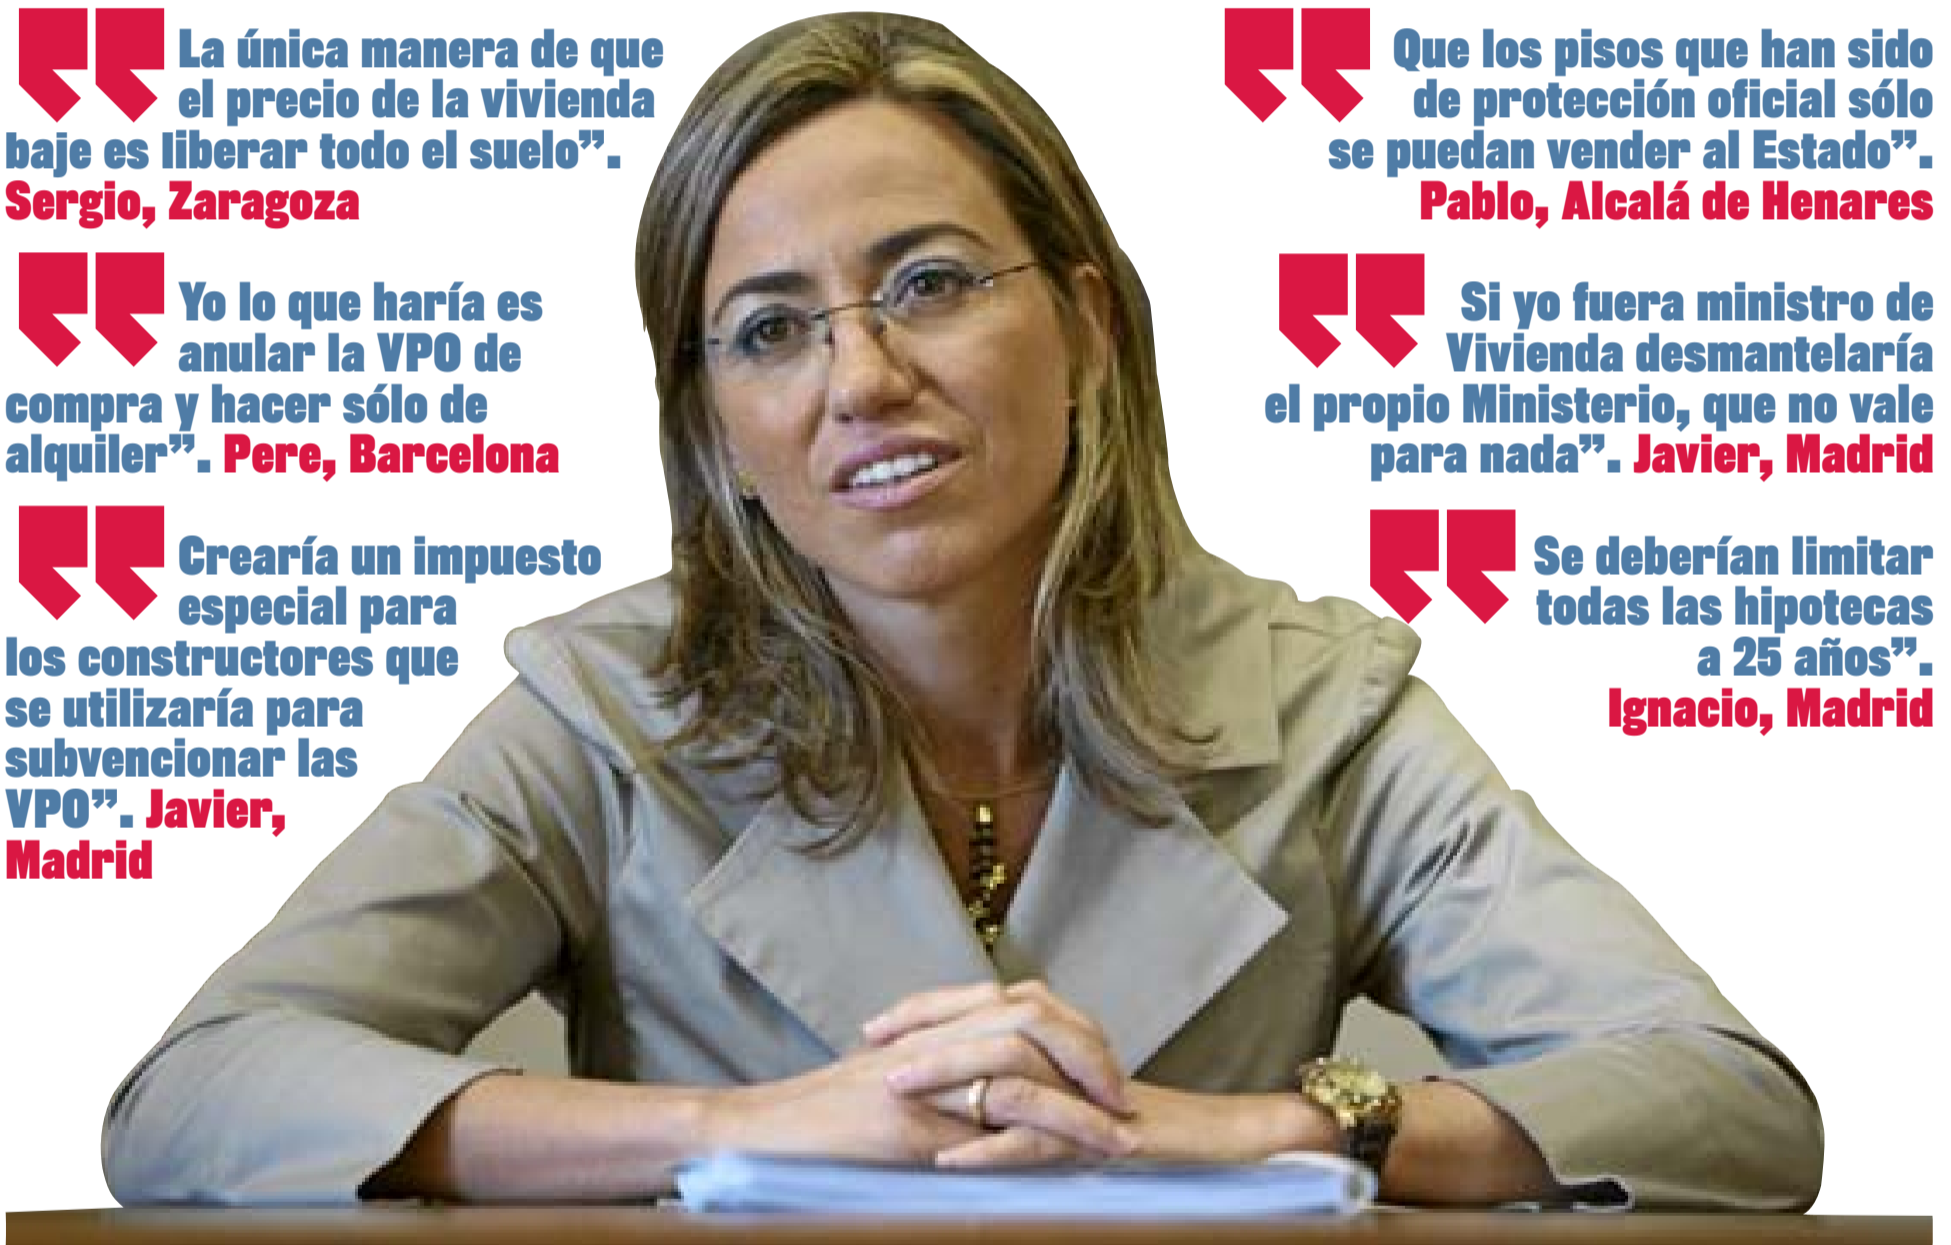 La única manera de que
el precio de la vivienda
baje es liberar todo el suelo”.
Sergio, Zaragoza
Yo lo que haría es
anular la VPO de
compra y hacer sólo de
alquiler”. Pere, Barcelona
Crearía un impuesto
especial para
los constructores que
se utilizaría para
subvencionar las
VPO”. Javier,
Madrid
Que los pisos que han sido
de protección oficial sólo
se puedan vender al Estado”.
Pablo, Alcalá de Henares
Si yo fuera ministro de
Vivienda desmantelaría
el propio Ministerio, que no vale
para nada”. Javier, Madrid
Se deberían limitar
todas las hipotecas
a 25 años”.
Ignacio, Madrid